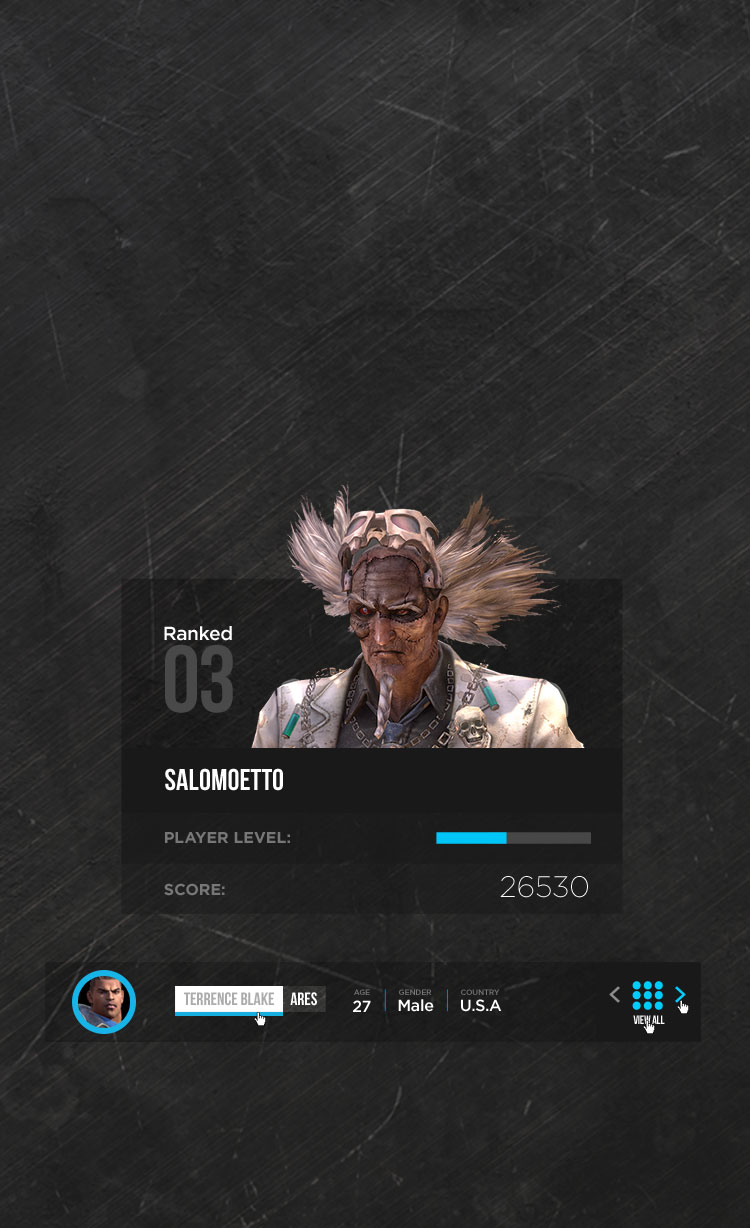 Ranked
03
SALOMOETTO
PLAYER LEVEL:
SCORE: 26530
TERRENCE BLAKE ARES
AGE GENDER COUNTRY
27 Male U.S.A
VIEW ALL